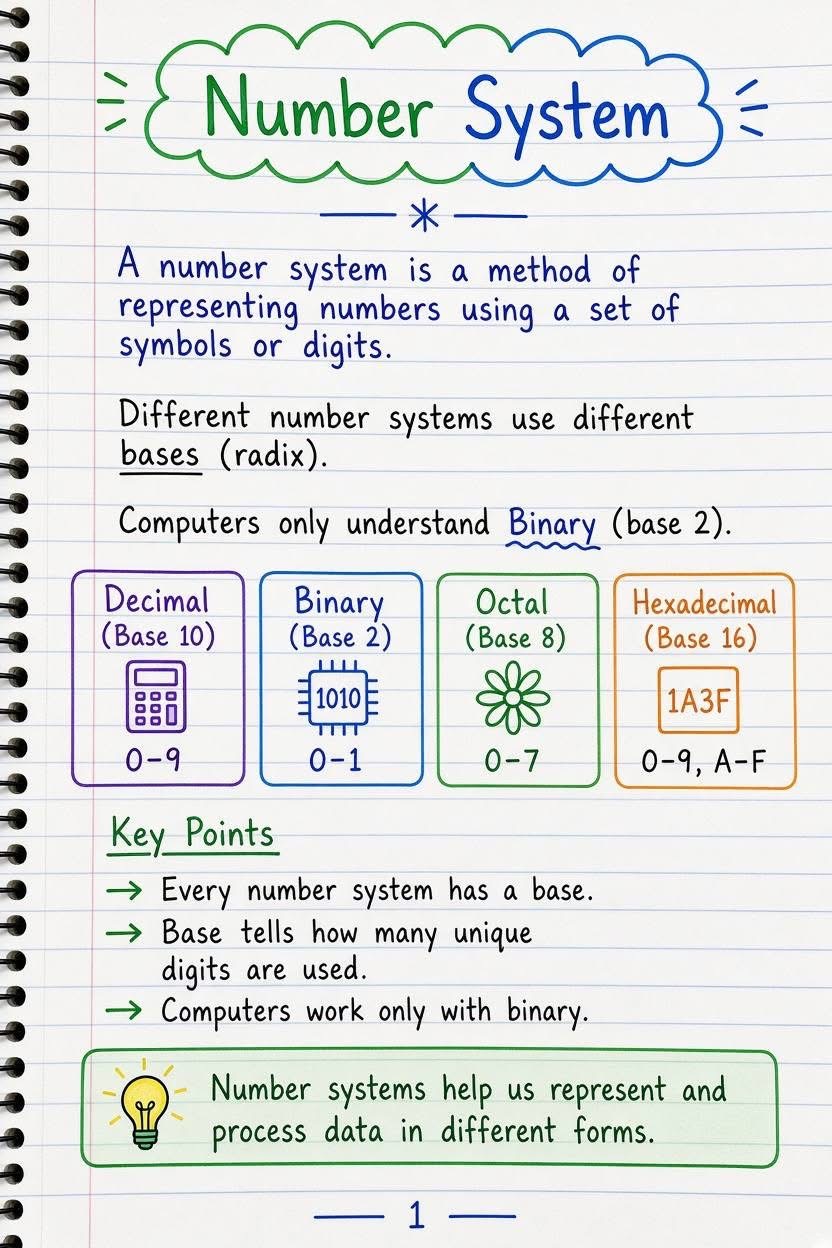 Number System
A number system is a method of
representing numbers using a set of
symbols or digits.
Different number systems use different
bases (radix).
Computers only understand Binary (base 2).
Decimal
(Base 10)
0-9
Binary
(Base 2)
1010
0-1
Octal
(Base 8)
0-7
Hexadecimal
(Base 16)
1A3F
0-9, A-F
Key Points
→ Every number system has a base.
→ Base tells how many unique
digits are used.
→ Computers work only with binary.
Number systems help us represent and
process data in different forms.
1